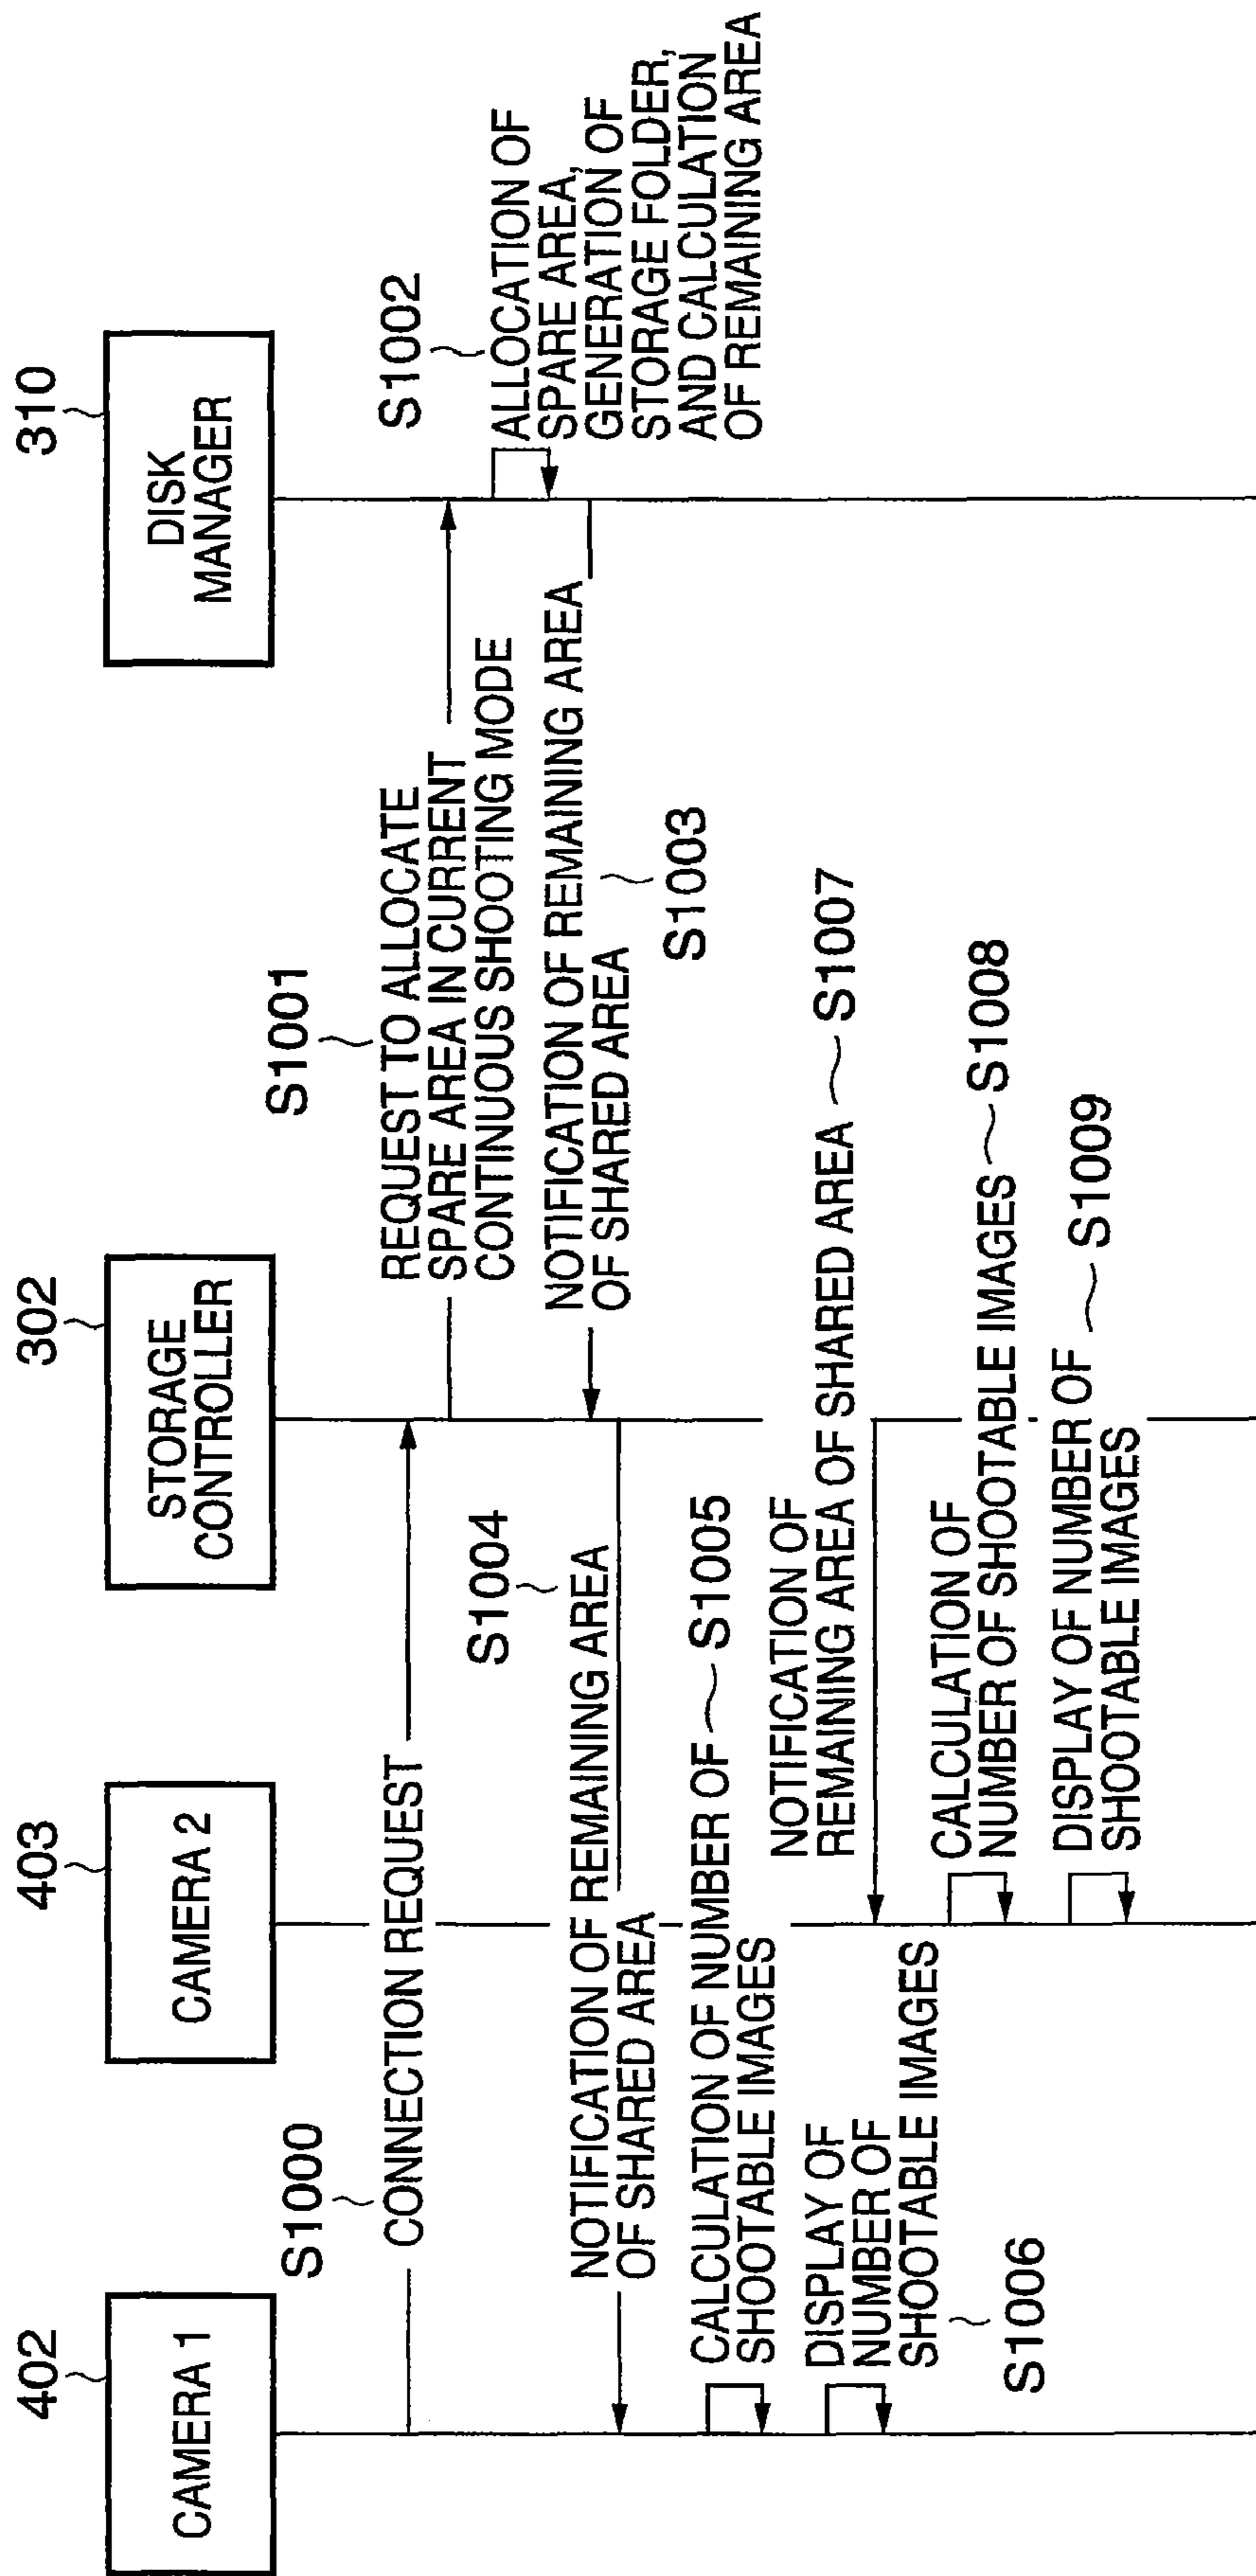 402
403
302
310
CAMERA 1
CAMERA 2
STORAGE
CONTROLLER
DISK
MANAGER
S1000
CONNECTION REQUEST
S1001
REQUEST TO ALLOCATE
SPARE AREA IN CURRENT
CONTINUOUS SHOOTING MODE
S1002
ALLOCATION OF
SPARE AREA,
GENERATION OF
STORAGE FOLDER,
AND CALCULATION
OF REMAINING AREA
NOTIFICATION OF REMAINING AREA
OF SHARED AREA
S1003
S1004
NOTIFICATION OF REMAINING AREA
OF SHARED AREA
CALCULATION OF NUMBER OF
SHOOTABLE IMAGES
S1005
DISPLAY OF
NUMBER OF
SHOOTABLE IMAGES
S1006
NOTIFICATION OF
REMAINING AREA OF SHARED AREA
S1007
CALCULATION OF
NUMBER OF SHOOTABLE IMAGES
S1008
DISPLAY OF NUMBER OF
SHOOTABLE IMAGES
S1009